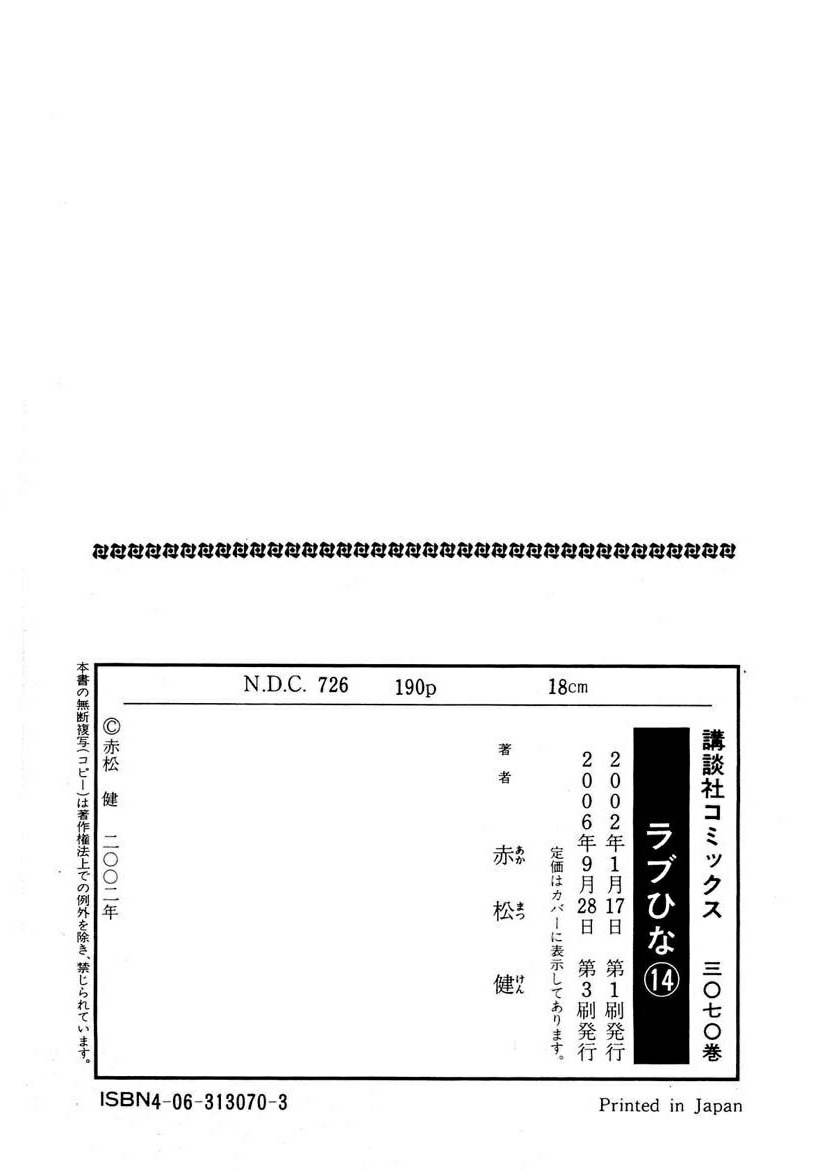 N.D.C. 726 190p 18cm
講談社コミックス 三〇七〇巻
ラブひな⑭
2002年1月17日 第1刷発行
2006年9月28日 第3刷発行
定価はカバーに表示してあります。
著者 赤松健
あかまつけん
©赤松 健 二〇〇二年
本書の無断複写(コピー)は著作権法上での例外を除き、禁じられています。
ISBN4-06-313070-3
Printed in Japan